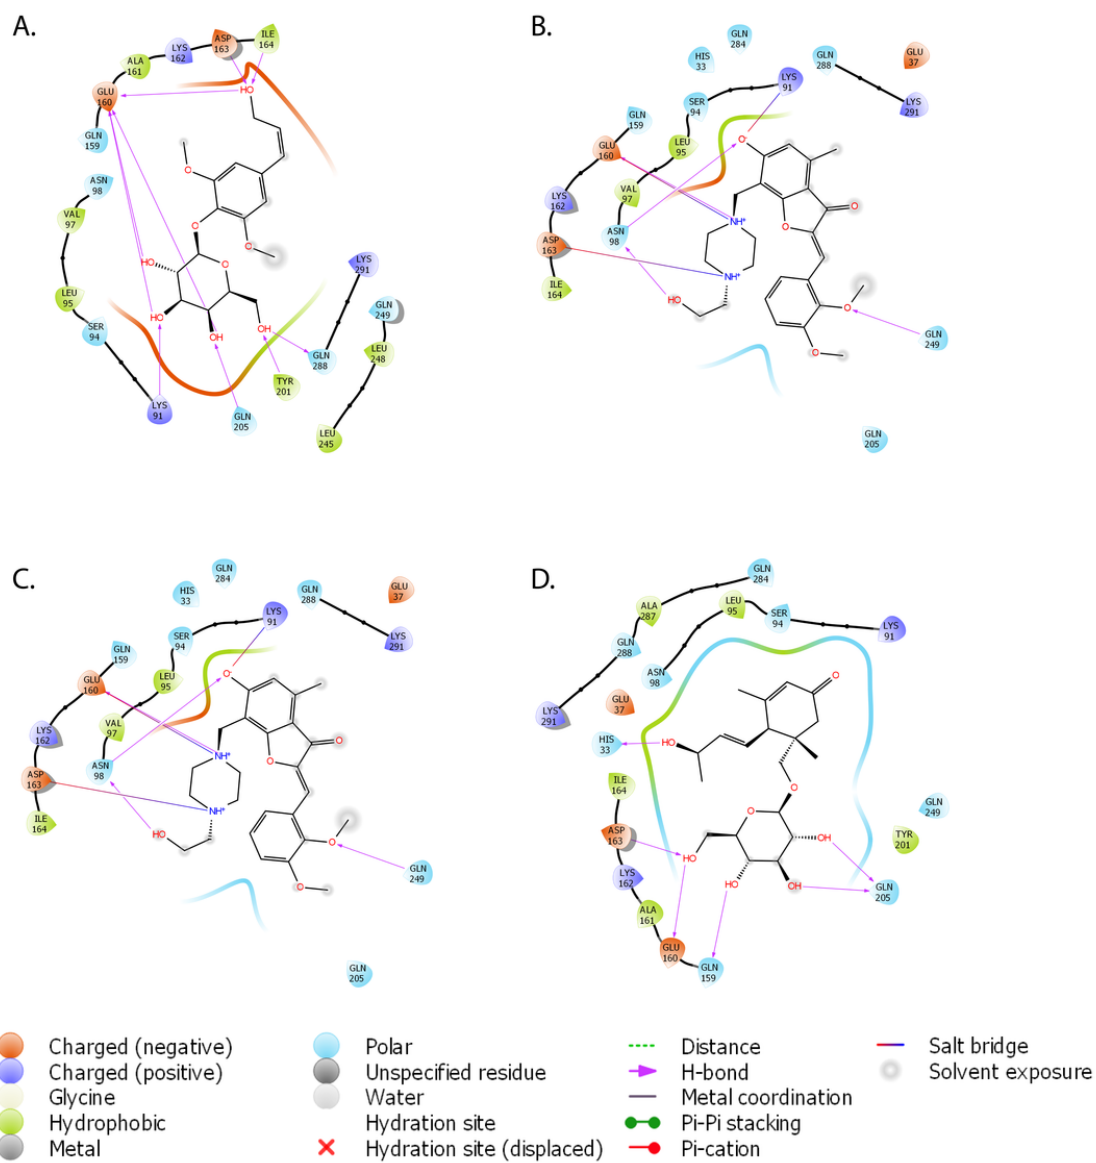 A.
ASP
163
ILE
164
LYS
162
ALA
161
GLU
160
HO
GLN
159
ASN
98
O
VAL
97
O
O
O
HO
LYS
291
LEU
95
GLN
249
HO
SER
94
OH
OH
LEU
248
GLN
288
TYR
201
LYS
91
GLN
205
LEU
245
B.
GLN
284
HIS
33
GLN
288
GLU
37
LYS
91
SER
94
LYS
291
GLN
159
GLU
160
LEU
95
O-
VAL
97
LYS
162
O
NH+
O
ASN
98
ASP
163
NH+
ILE
164
HO
O
GLN
249
O
GLN
205
C.
GLN
284
HIS
33
GLN
288
GLU
37
LYS
91
SER
94
LYS
291
GLN
159
GLU
160
LEU
95
O-
VAL
97
LYS
162
O
NH+
O
ASN
98
ASP
163
NH+
ILE
164
HO
O
GLN
249
O
GLN
205
D.
GLN
284
ALA
287
LEU
95
SER
94
LYS
91
GLN
288
ASN
98
O
GLU
37
LYS
291
HIS
33
HO
ILE
164
O
GLN
249
ASP
163
O
OH
TYR
201
HO
LYS
162
HO
OH
GLN
205
ALA
161
GLU
160
GLN
159
Charged (negative)
Charged (positive)
Glycine
Hydrophobic
Metal
Polar
Unspecified residue
Water
Hydration site
Hydration site (displaced)
Distance
H-bond
Metal coordination
Pi-Pi stacking
Pi-cation
Salt bridge
Solvent exposure